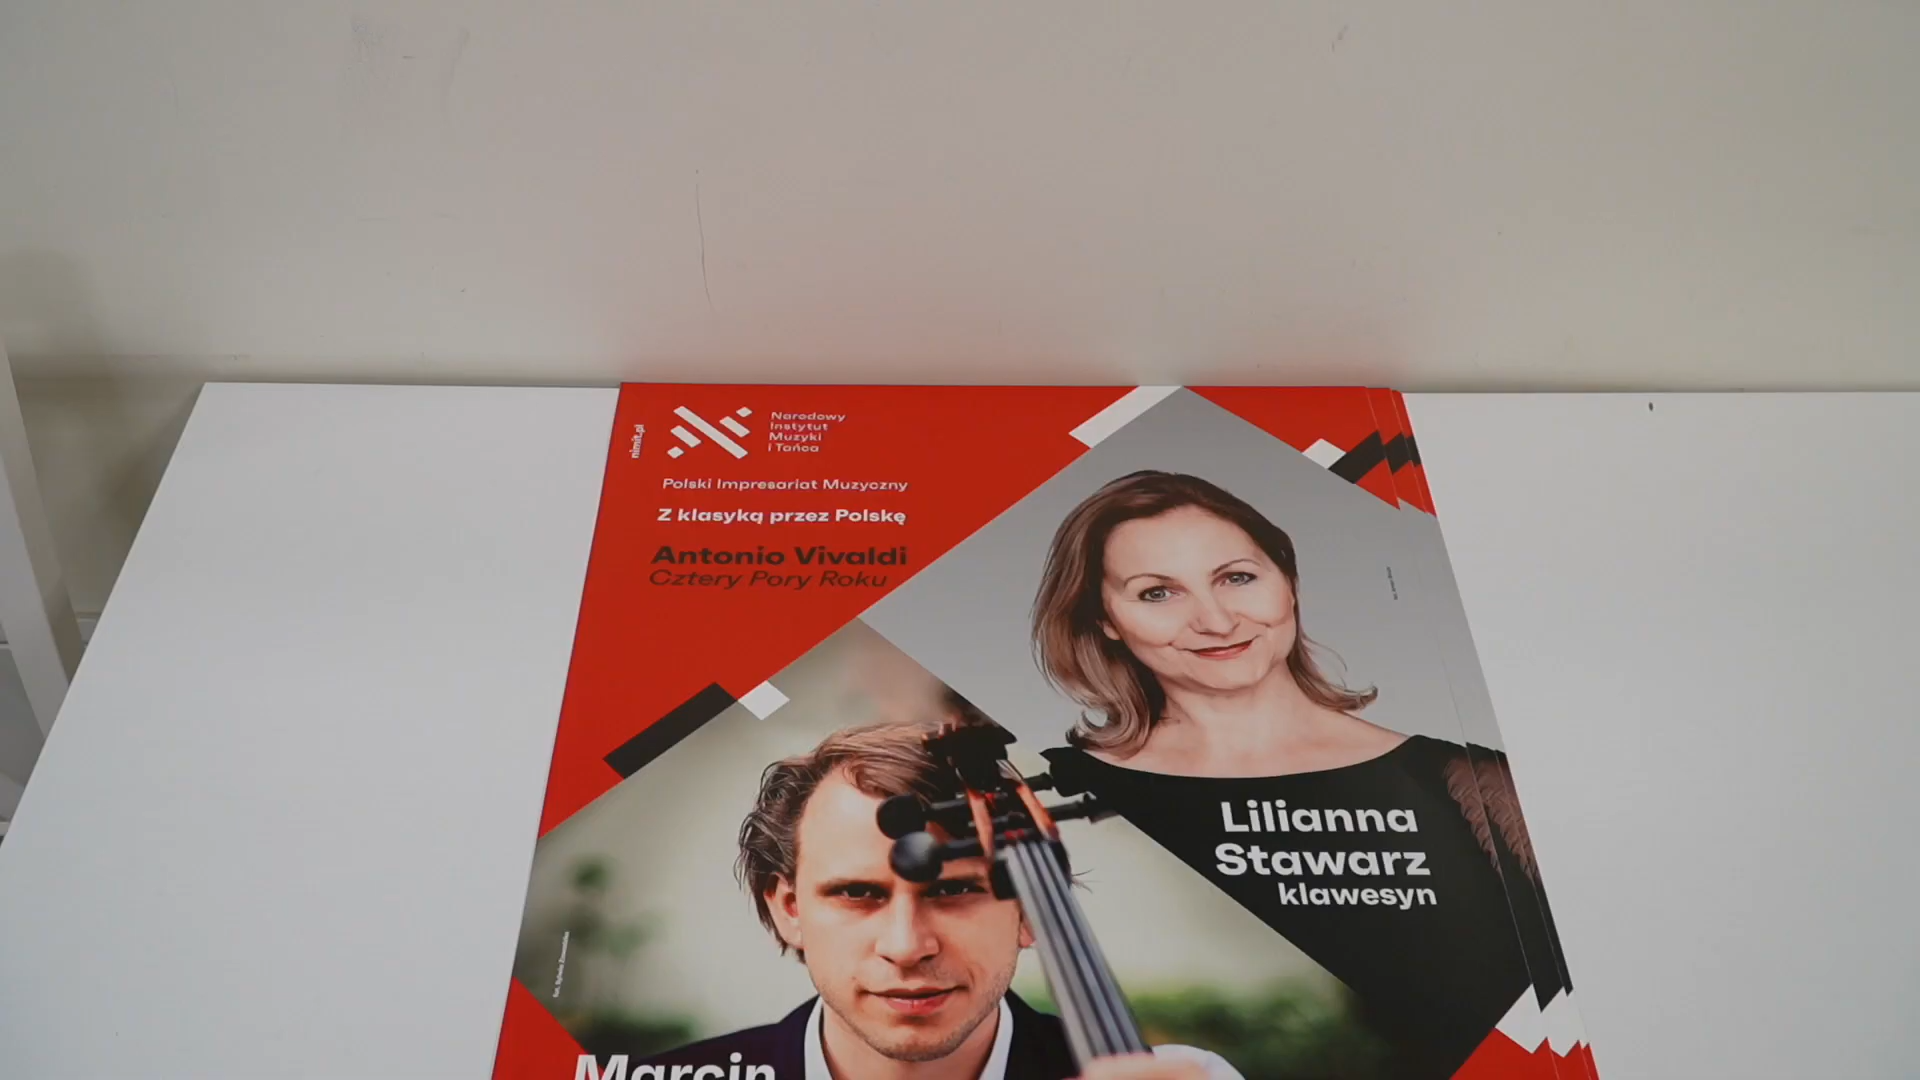 nimit.pl
Narodowy
Instytut
Muzyki
i Tańca
Polski Impresariat Muzyczny
Z klasyką przez Polskę
Antonio Vivaldi
Cztery Pory Roku
Lilianna
Stawarz
klawesyn
Marcin